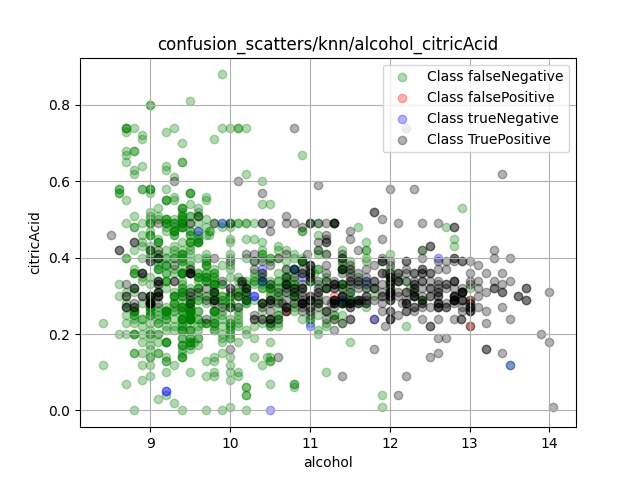 confusion_scatters/knn/alcohol_citricAcid
Class falseNegative
Class falsePositive
Class trueNegative
Class TruePositive
citricAcid
0.8
0.6
0.4
0.2
0.0
9 10 11 12 13 14
alcohol